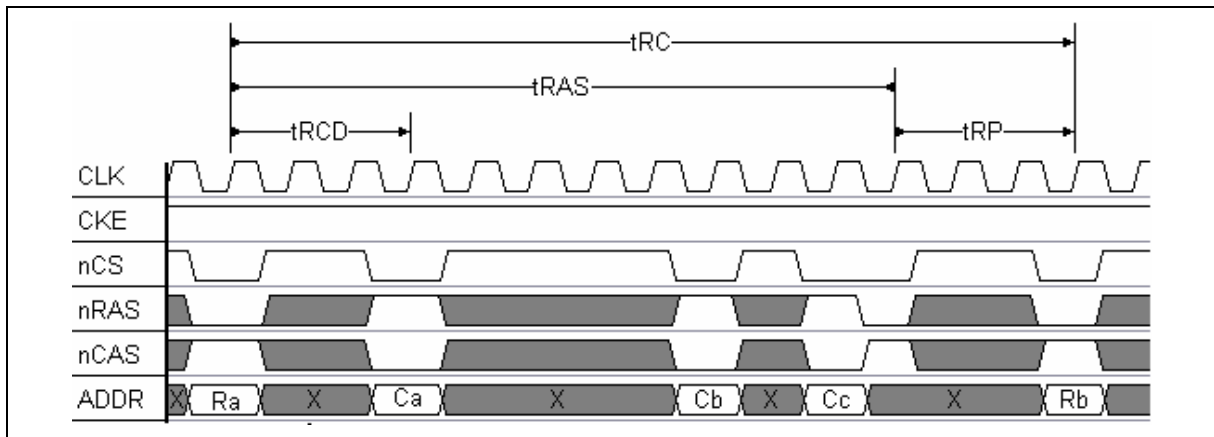 tRC
tRAS
tRCD tRP
CLK
CKE
nCS
nRAS
nCAS
ADDR X Ra X Ca X Cb X Cc X Rb